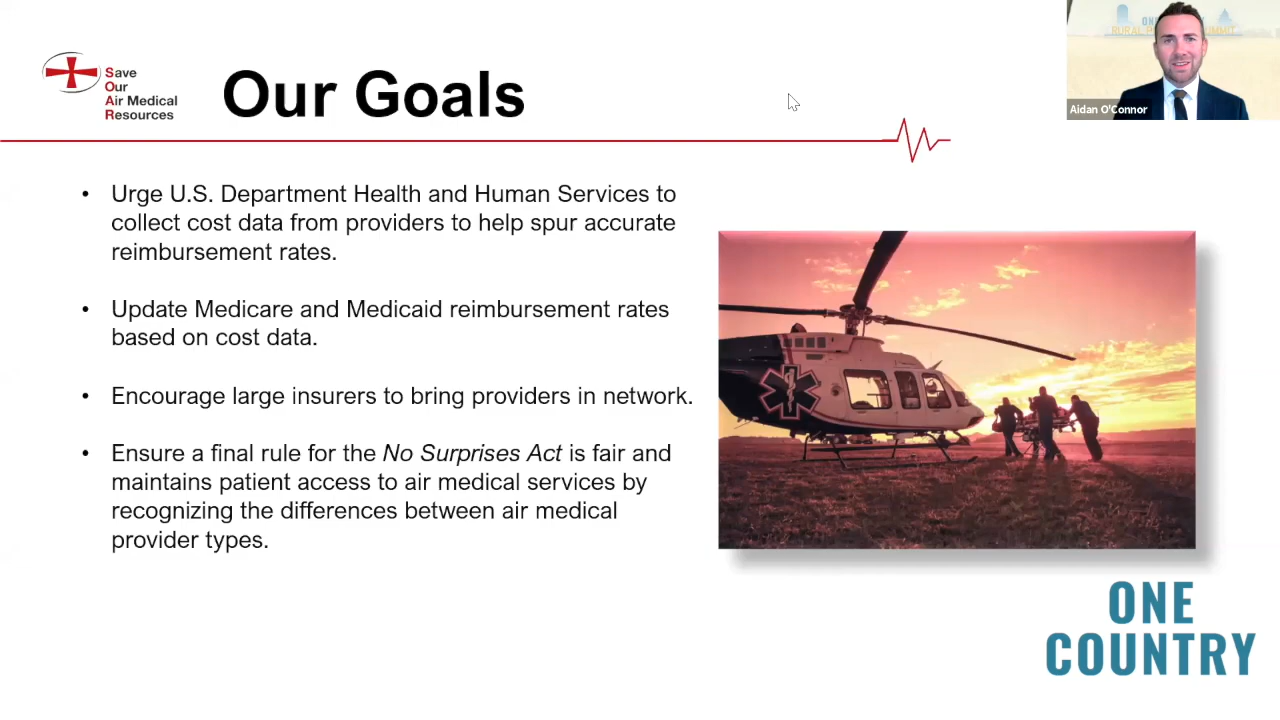 Save
Our
Air Medical
Resources
Our Goals
Aidan O'Connor
• Urge U.S. Department Health and Human Services to
collect cost data from providers to help spur accurate
reimbursement rates.
• Update Medicare and Medicaid reimbursement rates
based on cost data.
• Encourage large insurers to bring providers in network.
• Ensure a final rule for the No Surprises Act is fair and
maintains patient access to air medical services by
recognizing the differences between air medical
provider types.
ONE
COUNTRY